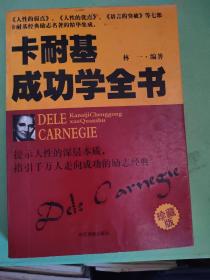 《人性的弱点》、《人性的优点》、《语言的突破》等七部
卡耐基经典励志名著的精华集成。
卡耐基
林一·编著
成功学全书
KanaijiChenggong
xueQuanshu
DELE
CARNEGIE
提示人性的深层本质，
指引千万人走向成功的励志经典
Dele Carnegie
珍藏版